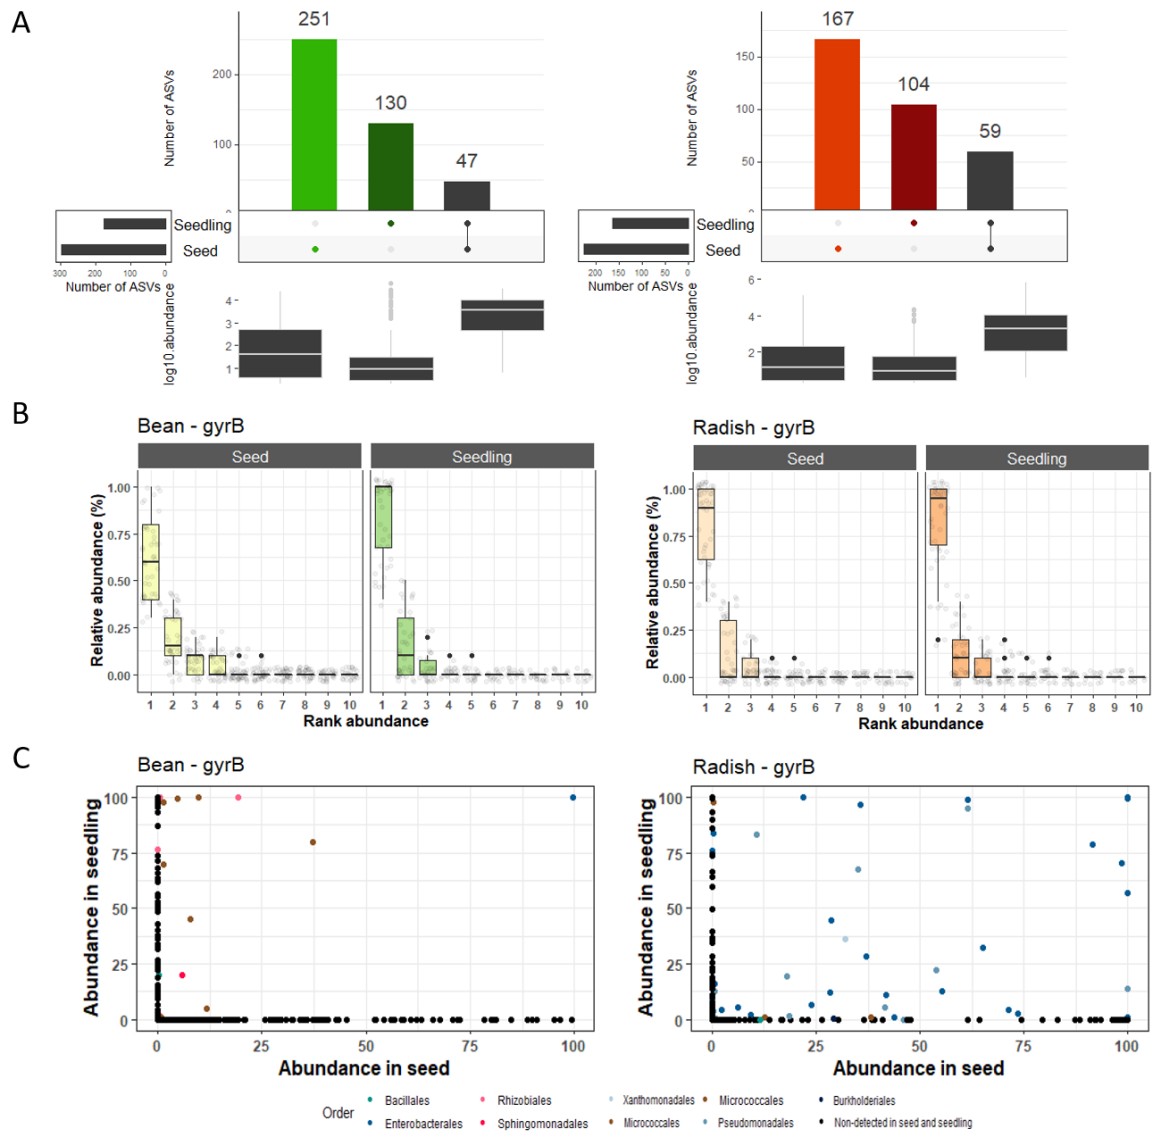 A
251
130
47
Number of ASVs
200
100
0
Seedling
Seed
300 200 100 0
Number of ASVs
log10.abundance
4
3
2
1
167
104
59
Number of ASVs
150
100
50
0
Seedling
Seed
200 150 100 50 0
Number of ASVs
log10.abundance
6
4
2
B
Bean - gyrB
Seed Seedling
Relative abundance (%)
1.00
0.75
0.50
0.25
0.00
1 2 3 4 5 6 7 8 9 10 1 2 3 4 5 6 7 8 9 10
Rank abundance
Radish - gyrB
Seed Seedling
Relative abundance (%)
1.00
0.75
0.50
0.25
0.00
1 2 3 4 5 6 7 8 9 10 1 2 3 4 5 6 7 8 9 10
Rank abundance
C
Bean - gyrB
Abundance in seedling
100
75
50
25
0
0 25 50 75 100
Abundance in seed
Radish - gyrB
Abundance in seedling
100
75
50
25
0
0 25 50 75 100
Abundance in seed
Order
Bacillales Rhizobiales Xanthomonadales Micrococcales Burkholderiales
Enterobacterales Sphingomonadales Micrococcales Pseudomonadales Non-detected in seed and seedling